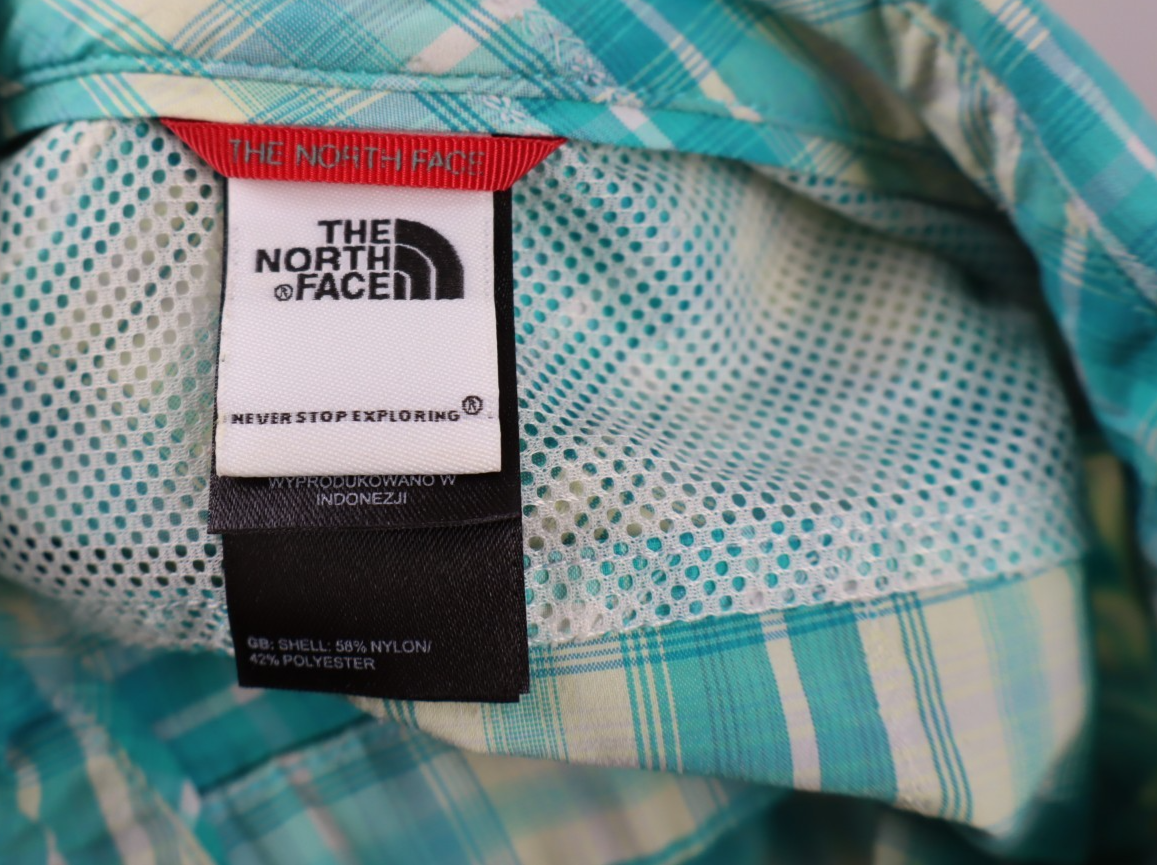 THE NORTH FACE
THE
NORTH
®FACE
NEVER STOP EXPLORING®
WYPRODUKOWANO W
INDONEZJI
GB: SHELL: 58% NYLON/
42% POLYESTER